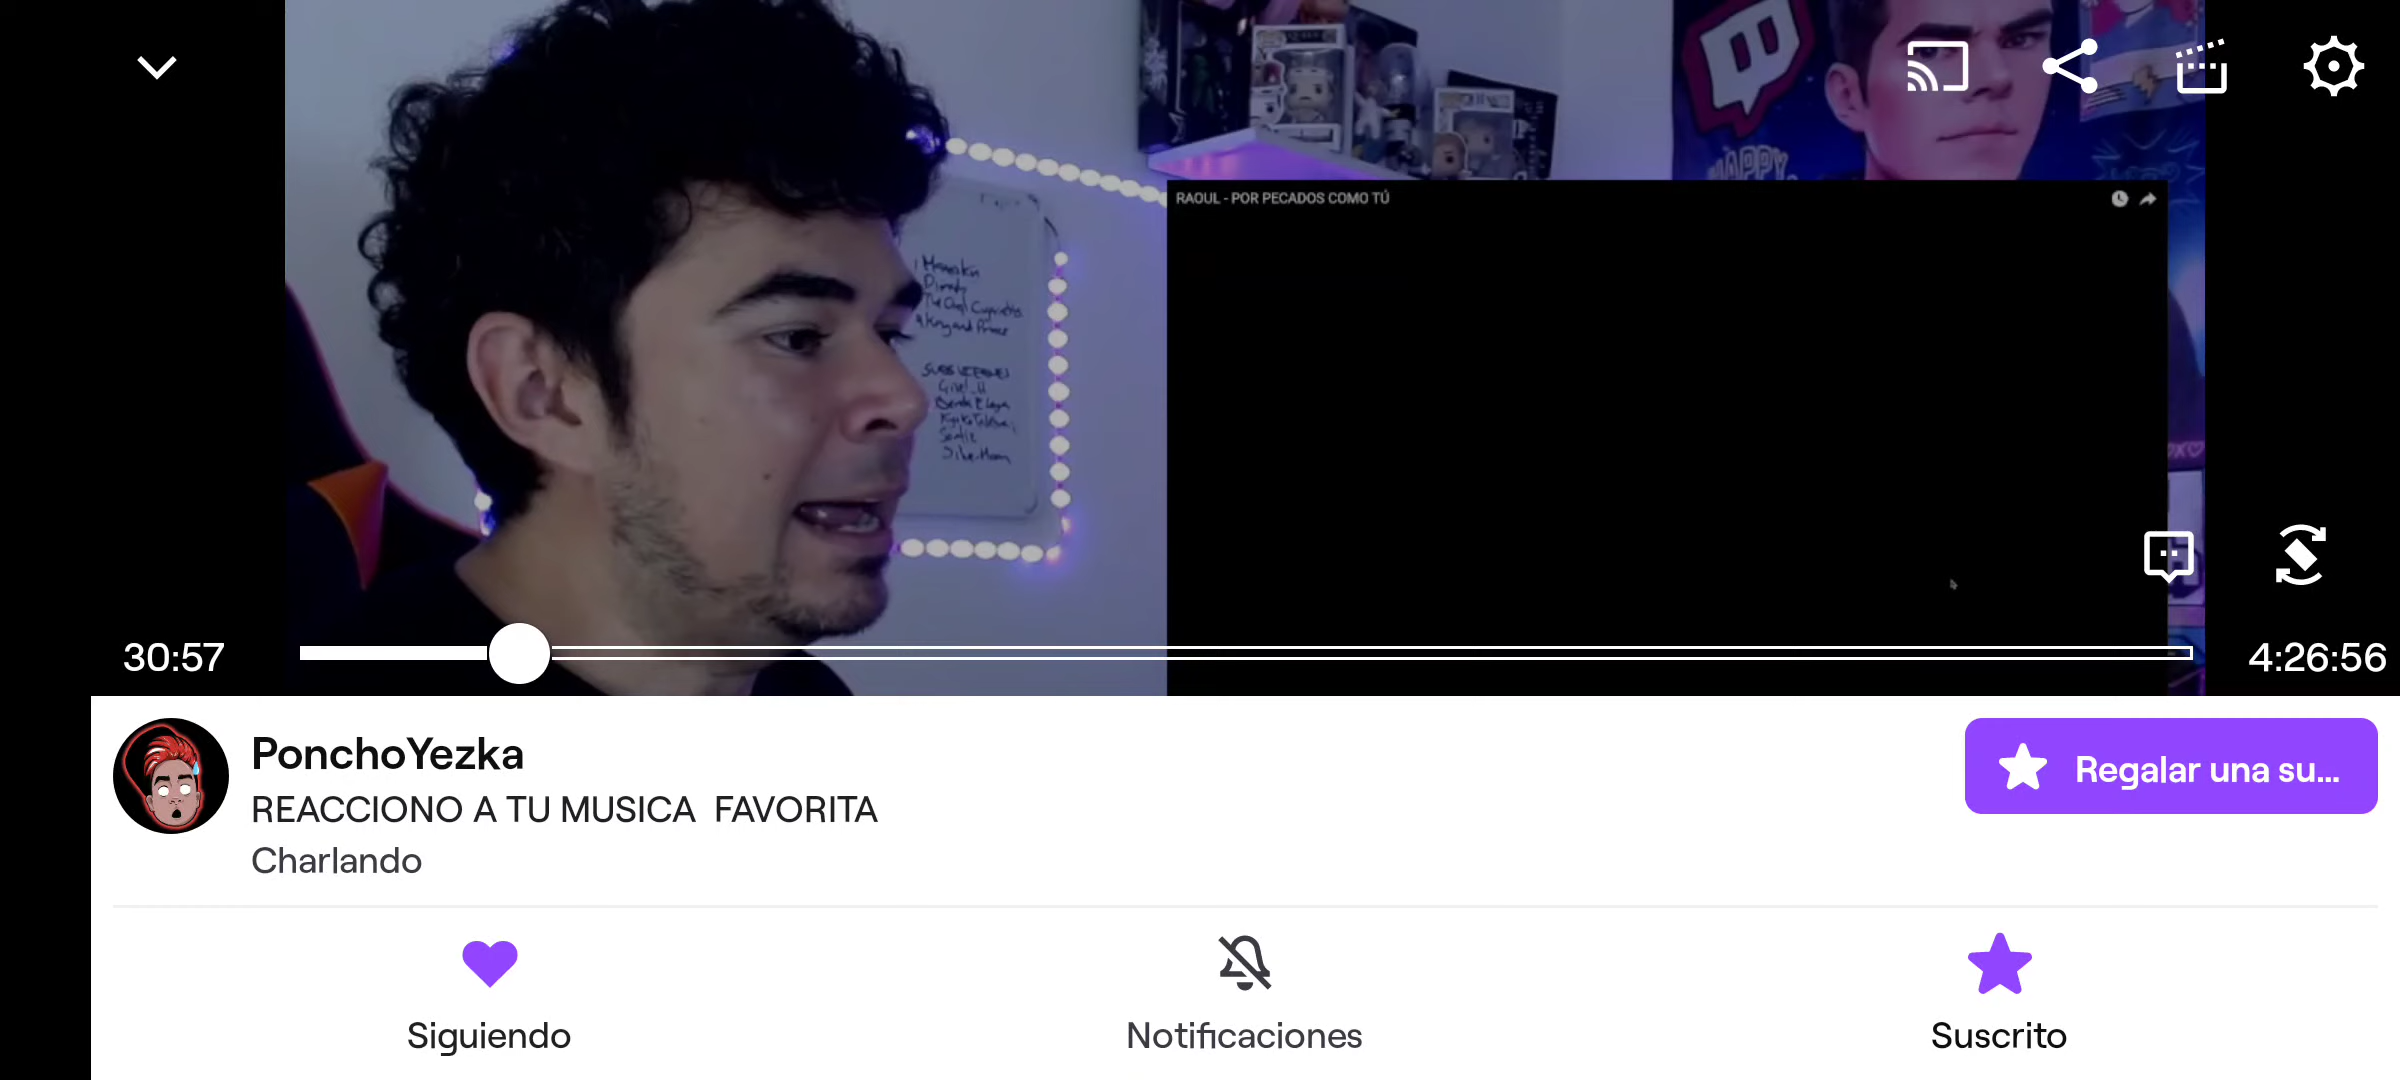 HAPPY
RAOUL - POR PECADOS COMO TÚ
30:57
4:26:56
PonchoYezka
REACCIONO A TU MUSICA  FAVORITA
Regalar una su...
Charlando
Siguiendo
Notificaciones
Suscrito